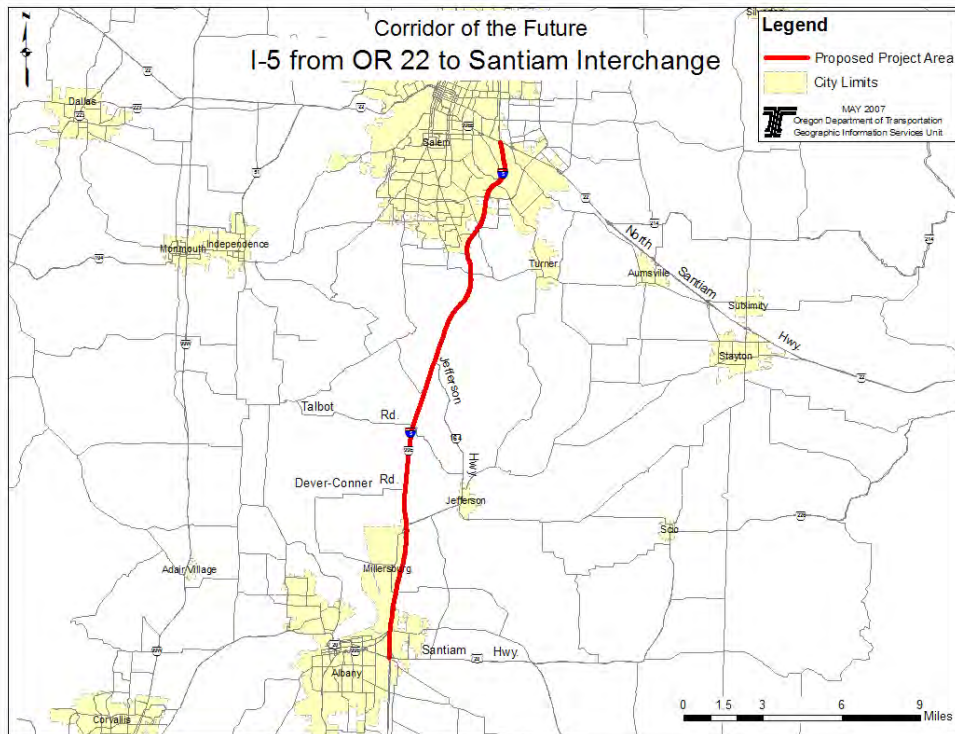 Corridor of the Future
I-5 from OR 22 to Santiam Interchange
Legend
Proposed Project Area
City Limits
MAY 2007
Oregon Department of Transportation
Geographic Information Services Unit
N
Dallas
Salem
Monmouth
Independence
Turner
Aumsville
North Santiam Hwy.
Sublimity
Stayton
Jefferson Hwy.
Talbot Rd.
164
Dever-Conner Rd.
Jefferson
226
Scio
Adair Village
Millersburg
Santiam Hwy.
20
Albany
Corvallis
0 1.5 3 6 9
Miles